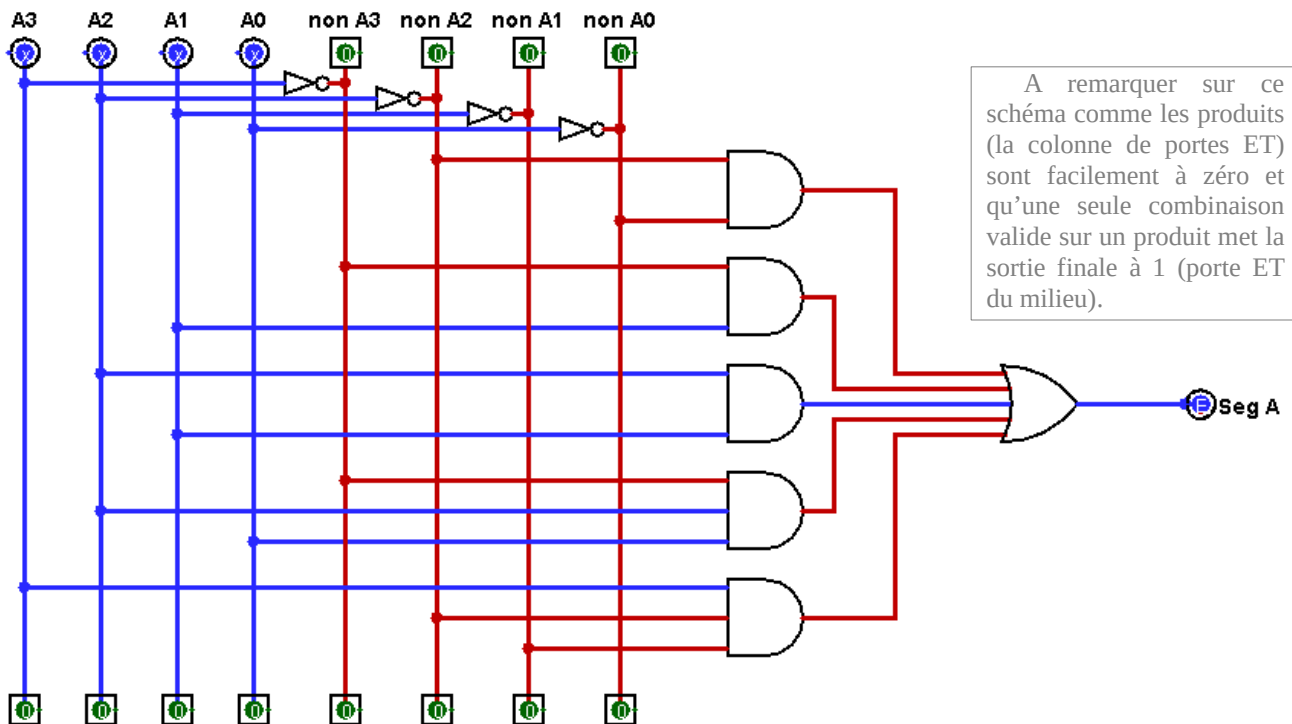 A3 A2 A1 A0 non A3 non A2 non A1 non A0
A remarquer sur ce
schéma comme les produits
(la colonne de portes ET)
sont facilement à zéro et
qu’une seule combinaison
valide sur un produit met la
sortie finale à 1 (porte ET
du milieu).
Seg A